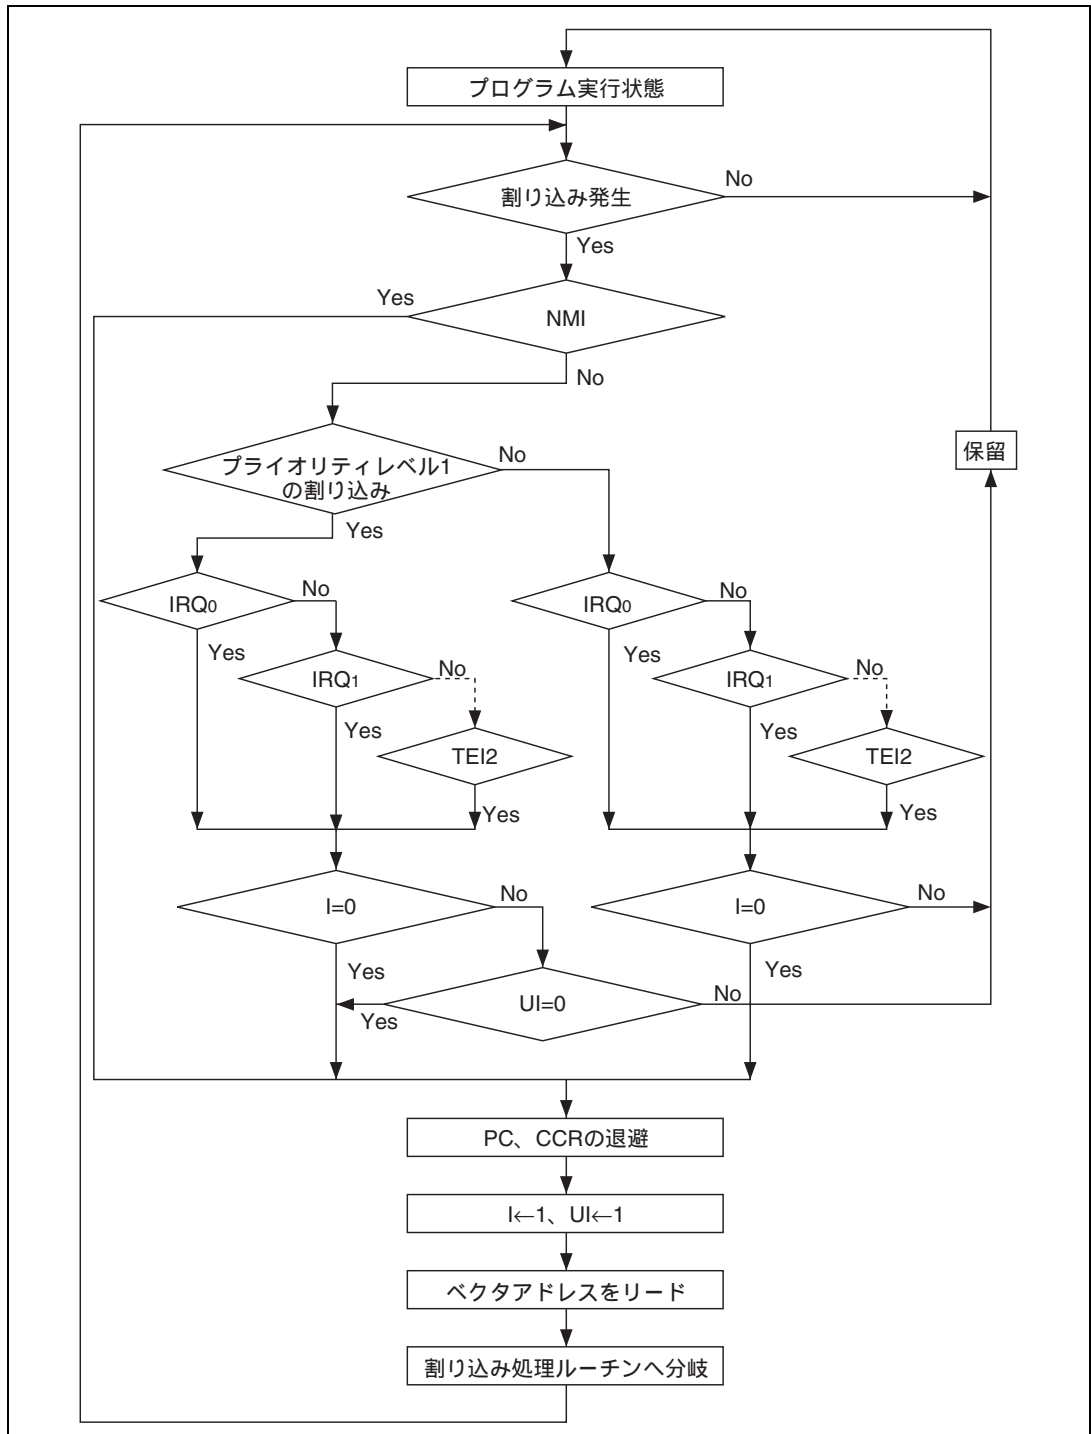 プログラム実行状態
割り込み発生
No
Yes
Yes
NMI
No
保留
プライオリティレベル1
の割り込み
No
Yes
IRQ0
No
IRQ0
No
Yes
IRQ1
No
Yes
IRQ1
No
Yes
TEI2
Yes
TEI2
Yes
Yes
I=0
No
I=0
No
Yes
Yes
UI=0
No
Yes
PC、CCRの退避
I←1、UI←1
ベクタアドレスをリード
割り込み処理ルーチンへ分岐